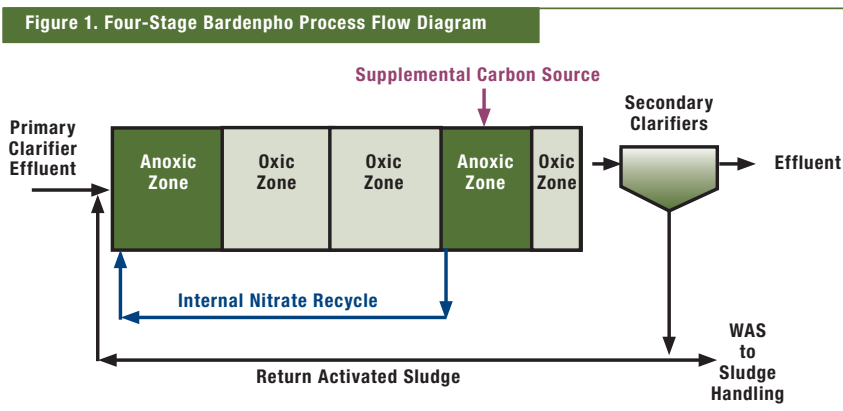 Figure 1. Four-Stage Bardenpho Process Flow Diagram
Supplemental Carbon Source
Secondary
Clarifiers
Primary
Clarifier
Effluent
Anoxic
Zone
Oxic
Zone
Oxic
Zone
Anoxic
Zone
Oxic
Zone
Effluent
Internal Nitrate Recycle
Return Activated Sludge
WAS
to
Sludge
Handling